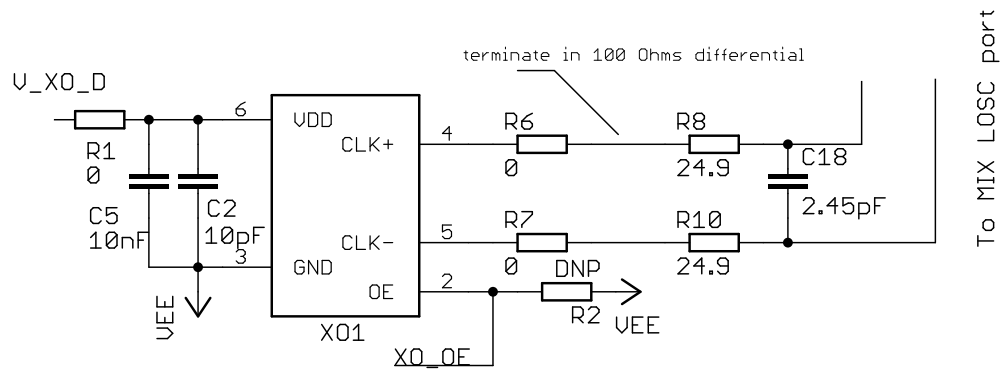 terminate in 100 Ohms differential
To MIX LOSC port
V_XO_D
6
VDD
CLK+
4
R6
0
R8
24.9
C18
2.45pF
R1
0
C5
10nF
C2
10pF
3
GND
CLK-
5
R7
0
R10
24.9
OE
2
DNP
R2
VEE
VEE
XO1
XO_OE